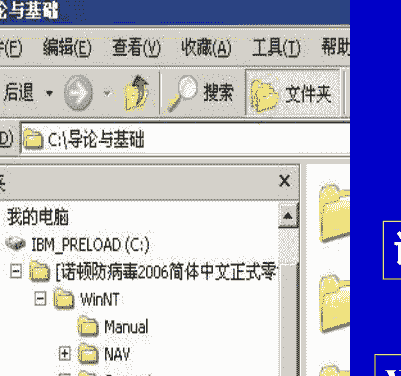 论与基础
(F) 编辑(E) 查看(V) 收藏(A) 工具(T) 帮助
后退 搜索 文件夹
D) C:\导论与基础
夹
我的电脑
IBM_PRELOAD (C:)
[诺顿防病毒2006简体中文正式零
WinNT
Manual
NAV